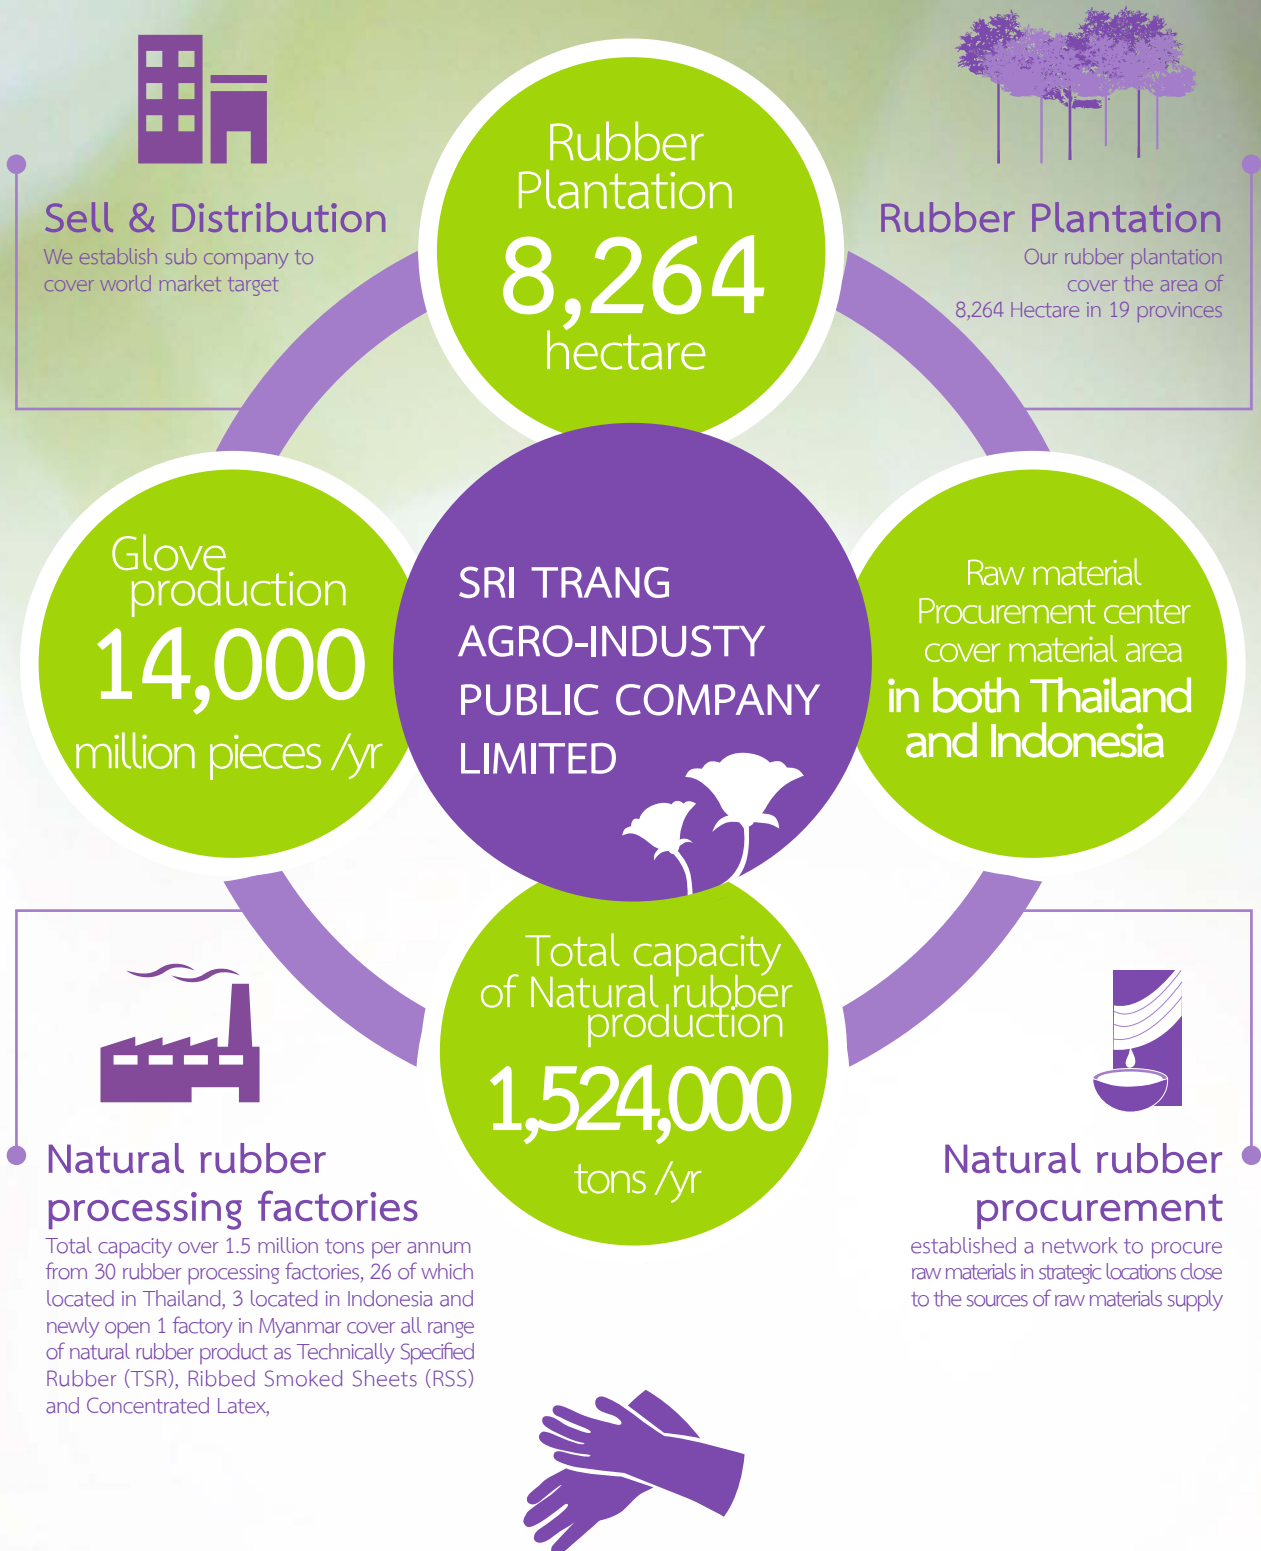 Rubber
Plantation
8,264
hectare
Sell & Distribution
We establish sub company to
cover world market target
Rubber Plantation
Our rubber plantation
cover the area of
8,264 Hectare in 19 provinces
Glove
production
14,000
million pieces /yr
SRI TRANG
AGRO-INDUSTY
PUBLIC COMPANY
LIMITED
Raw material
Procurement center
cover material area
in both Thailand
and Indonesia
Total capacity
of Natural rubber
production
1,524,000
tons /yr
Natural rubber
processing factories
Total capacity over 1.5 million tons per annum
from 30 rubber processing factories, 26 of which
located in Thailand, 3 located in Indonesia and
newly open 1 factory in Myanmar cover all range
of natural rubber product as Technically Specified
Rubber (TSR), Ribbed Smoked Sheets (RSS)
and Concentrated Latex,
Natural rubber
procurement
established a network to procure
raw materials in strategic locations close
to the sources of raw materials supply